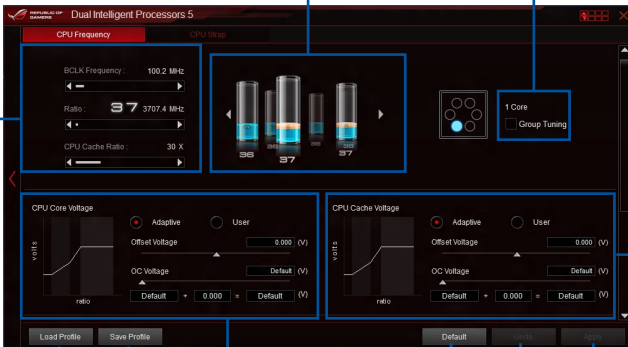 REPUBLIC OF GAMERS Dual Intelligent Processors 5
CPU Frequency CPU Strap
BCLK Frequency : 100.2 MHz
Ratio : 37 3707.4 MHz
CPU Cache Ratio : 30 X
36 37 36 37
1 Core
Group Tuning
CPU Core Voltage
Adaptive User
Offset Voltage 0.000 (V)
OC Voltage Default (V)
Default + 0.000 = Default (V)
volts
ratio
CPU Cache Voltage
Adaptive User
Offset Voltage 0.000 (V)
OC Voltage Default (V)
Default + 0.000 = Default (V)
volts
ratio
Load Profile Save Profile Default Undo Apply